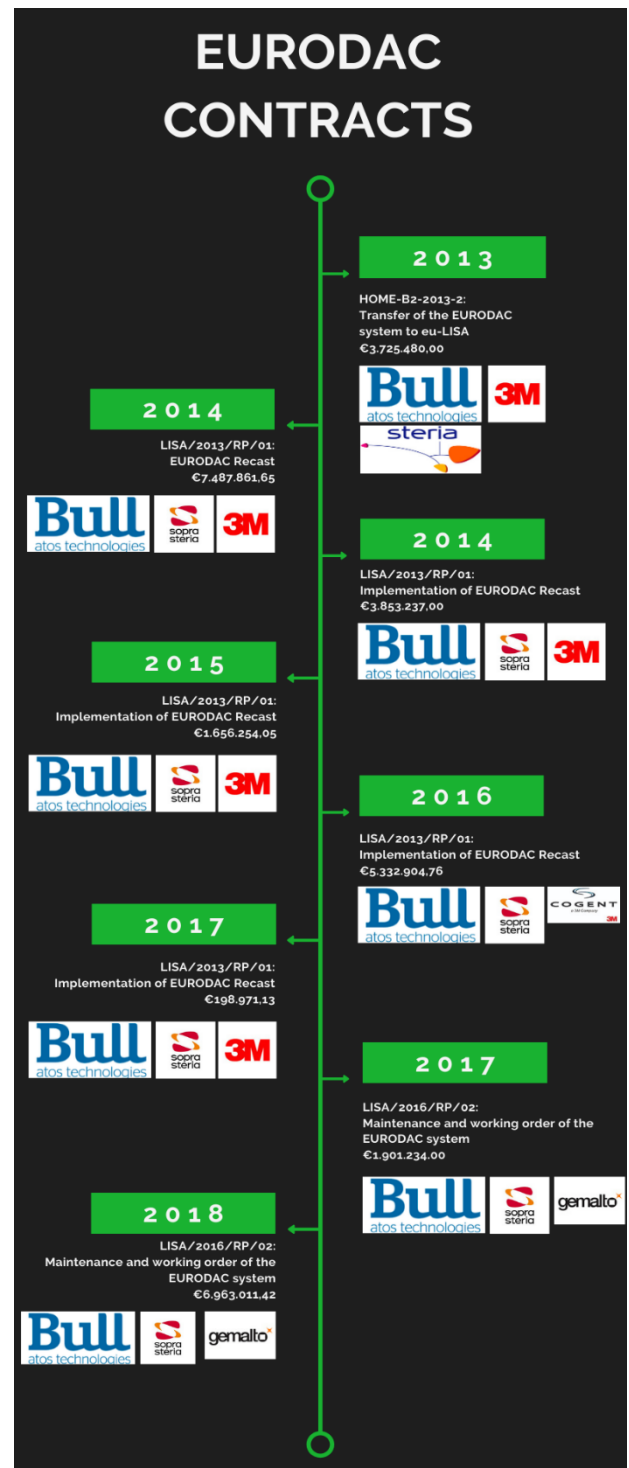 EURODAC
CONTRACTS
2013
HOME-B2-2013-2:
Transfer of the EURODAC
system to eu-LISA
€3.725.480,00
Bull
atos technologies
3M
steria
2014
LISA/2013/RP/01:
EURODAC Recast
€7.487.861,65
Bull
atos technologies
sopra
steria
3M
2014
LISA/2013/RP/01:
Implementation of EURODAC Recast
€3.853.237,00
Bull
atos technologies
sopra
steria
3M
2015
LISA/2013/RP/01:
Implementation of EURODAC Recast
€1.656.254,05
Bull
atos technologies
sopra
steria
3M
2016
LISA/2013/RP/01:
Implementation of EURODAC Recast
€5.332.904,76
Bull
atos technologies
sopra
steria
COGENT
3M
2017
LISA/2013/RP/01:
Implementation of EURODAC Recast
€198.971,13
Bull
atos technologies
sopra
steria
3M
2017
LISA/2016/RP/02:
Maintenance and working order of the
EURODAC system
€1.901.234.00
Bull
atos technologies
sopra
steria
gemalto
2018
LISA/2016/RP/02:
Maintenance and working order of the
EURODAC system
€6.963.011,42
Bull
atos technologies
sopra
steria
gemalto